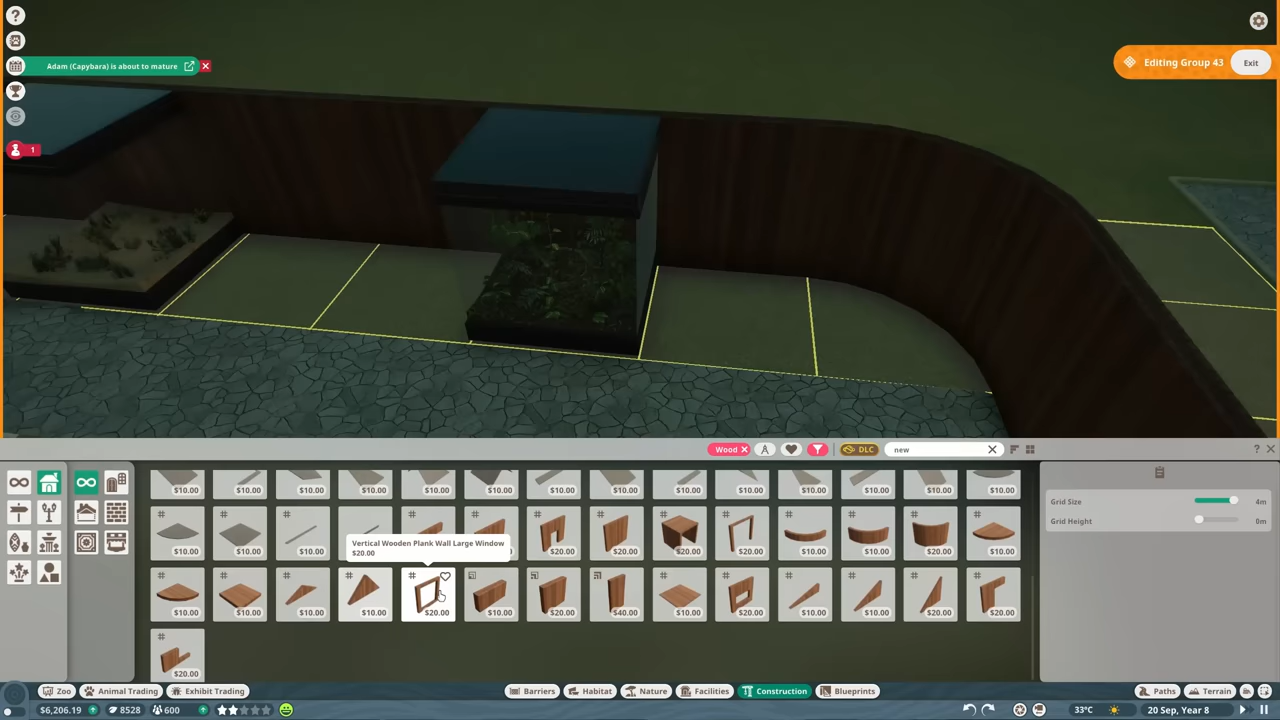 Adam (Capybara) is about to mature
Editing Group 43
Exit
1
Wood
DLC
new
$10.00 $10.00 $10.00 $10.00 $10.00 $10.00 $10.00 $10.00 $10.00 $10.00 $10.00 $10.00 $10.00 $10.00
$10.00 $10.00 $10.00 $20.00 $20.00 $20.00 $20.00 $10.00 $10.00 $20.00 $10.00
Vertical Wooden Plank Wall Large Window
$20.00
$10.00 $10.00 $10.00 $10.00 $20.00 $10.00 $20.00 $40.00 $10.00 $20.00 $10.00 $10.00 $20.00 $20.00
$20.00
Grid Size 4m
Grid Height 0m
Zoo Animal Trading Exhibit Trading Barriers Habitat Nature Facilities Construction Blueprints Paths Terrain
$6,206.19 8528 600 33°C 20 Sep, Year 8